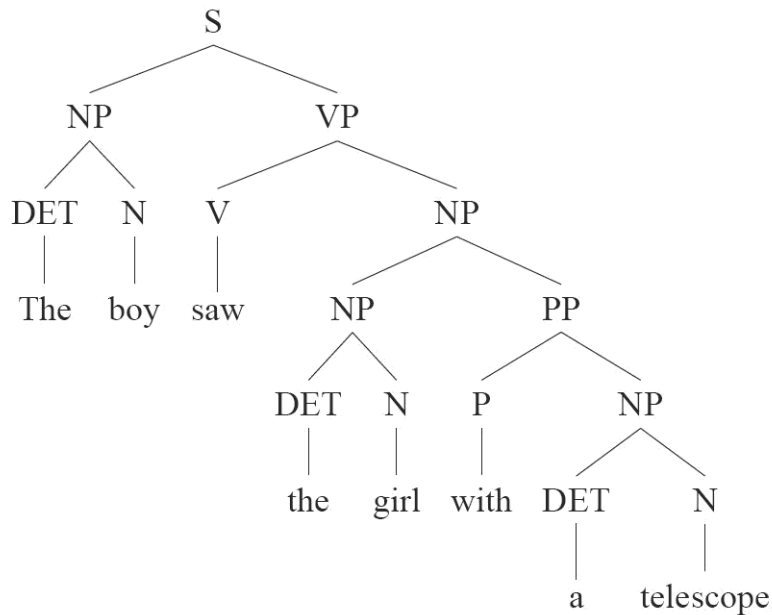 S
NP VP
DET N V NP
The boy saw NP PP
DET N P NP
the girl with DET N
a telescope